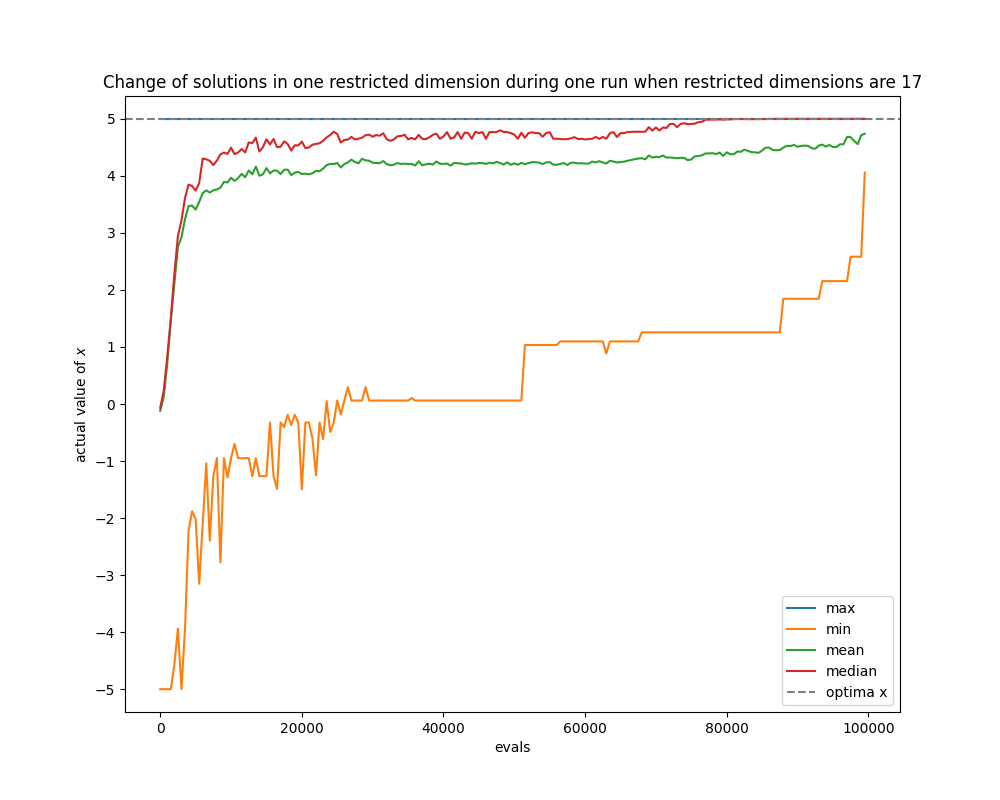 Change of solutions in one restricted dimension during one run when restricted dimensions are 17
actual value of x
5
4
3
2
1
0
−1
−2
−3
−4
−5
max
min
mean
median
optima x
0
20000
40000
60000
80000
100000
evals